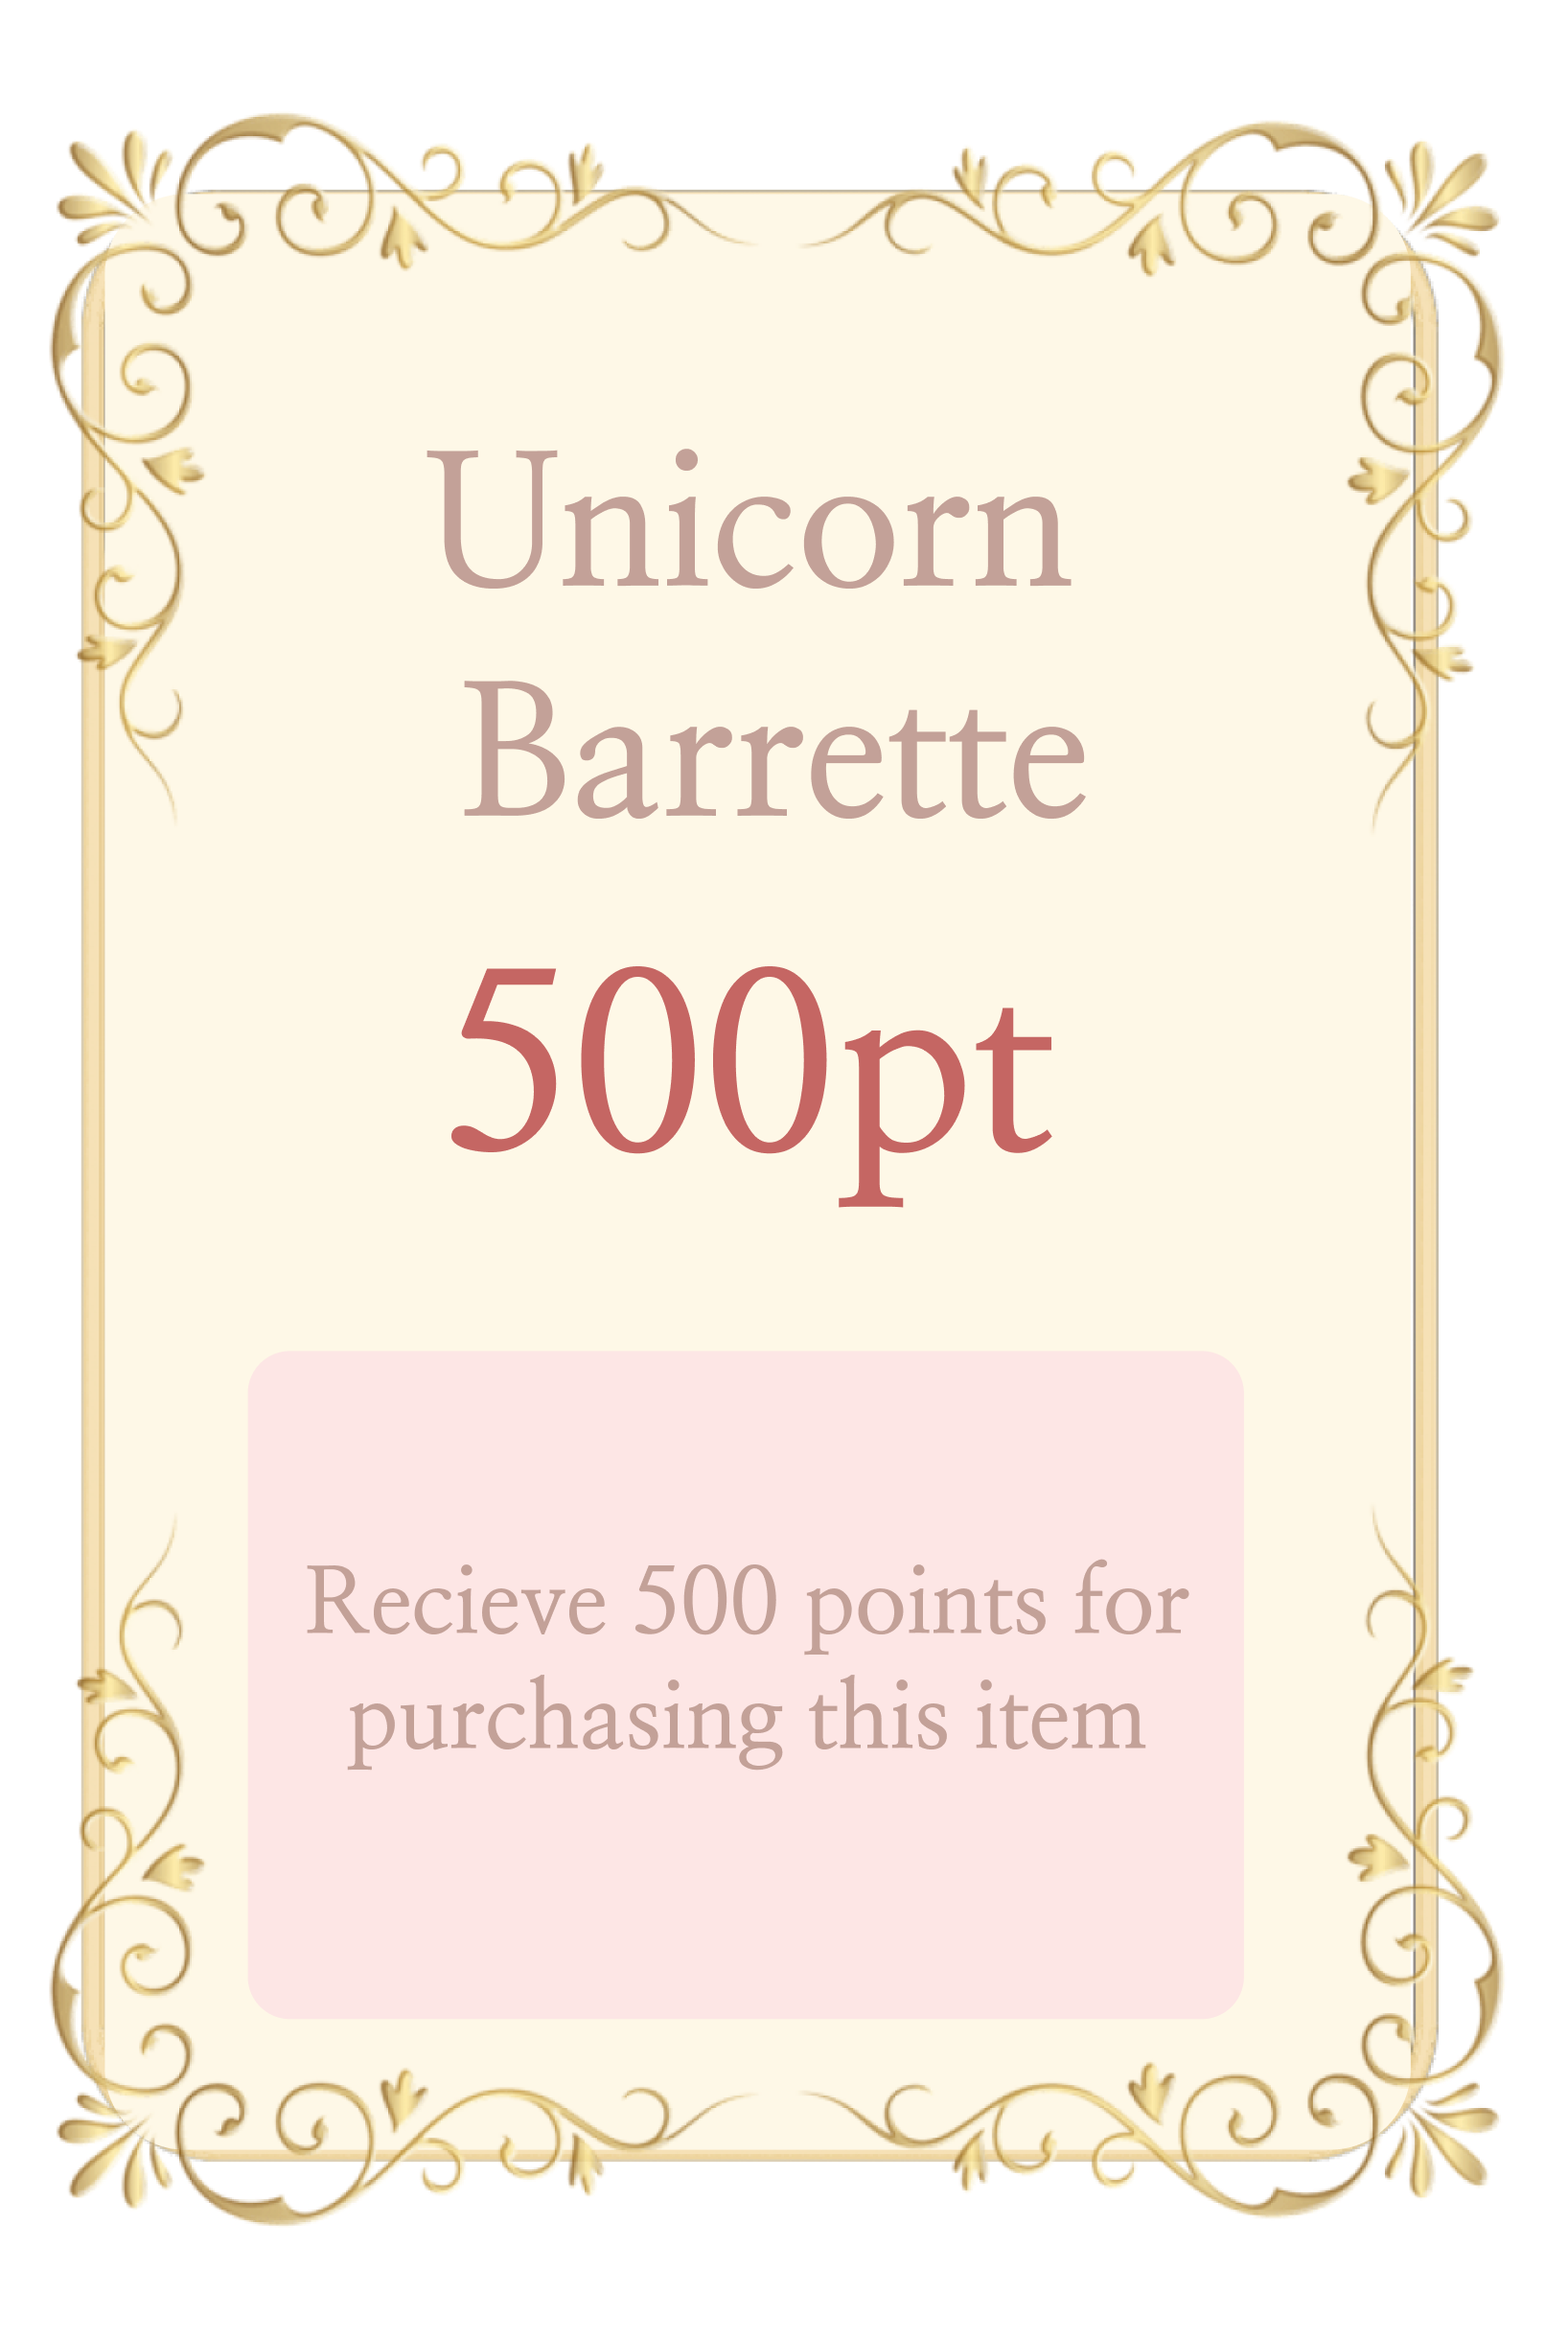 Unicorn
Barrette
500pt
Recieve 500 points for
purchasing this item